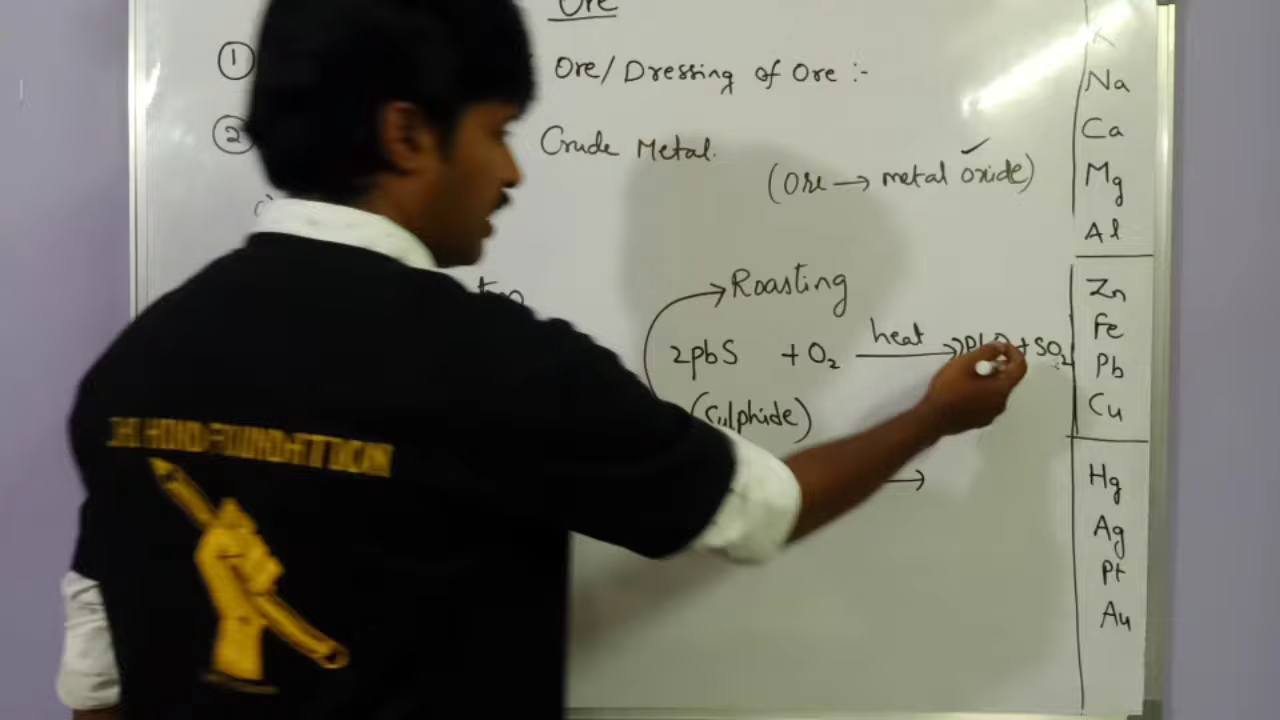 Ore
① Ore/Dressing of Ore :-
② Crude Metal.
(Ore → metal oxide)
Roasting
2pbS + O₂ heat → + SO₂
(Sulphide)
→
K
Na
Ca
Mg
Al
Zn
Fe
Pb
Cu
Hg
Ag
Pt
Au
FOUNDATION